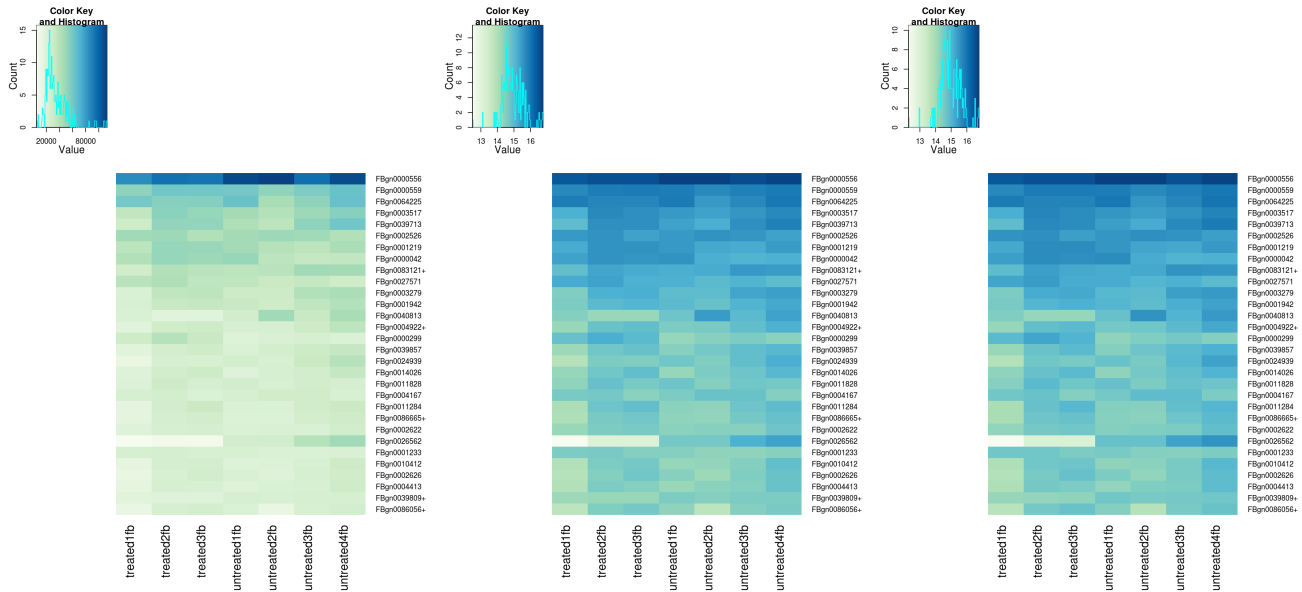 Color Key
and Histogram
Count
0
5
10
15
20000
80000
Value
FBgn0000556
FBgn0000559
FBgn0064225
FBgn0003517
FBgn0039713
FBgn0002526
FBgn0001219
FBgn0000042
FBgn0083121+
FBgn0027571
FBgn0003279
FBgn0001942
FBgn0040813
FBgn0004922+
FBgn0000299
FBgn0039857
FBgn0024939
FBgn0014026
FBgn0011828
FBgn0004167
FBgn0011284
FBgn0086665+
FBgn0002622
FBgn0026562
FBgn0001233
FBgn0010412
FBgn0002626
FBgn0004413
FBgn0039809+
FBgn0086056+
treated1fb
treated2fb
treated3fb
untreated1fb
untreated2fb
untreated3fb
untreated4fb
Color Key
and Histogram
Count
0
2
4
6
8
12
13
14
15
16
Value
FBgn0000556
FBgn0000559
FBgn0064225
FBgn0003517
FBgn0039713
FBgn0002526
FBgn0001219
FBgn0000042
FBgn0083121+
FBgn0027571
FBgn0003279
FBgn0001942
FBgn0040813
FBgn0004922+
FBgn0000299
FBgn0039857
FBgn0024939
FBgn0014026
FBgn0011828
FBgn0004167
FBgn0011284
FBgn0086665+
FBgn0002622
FBgn0026562
FBgn0001233
FBgn0010412
FBgn0002626
FBgn0004413
FBgn0039809+
FBgn0086056+
treated1fb
treated2fb
treated3fb
untreated1fb
untreated2fb
untreated3fb
untreated4fb
Color Key
and Histogram
Count
0
2
4
6
8
10
13
14
15
16
Value
FBgn0000556
FBgn0000559
FBgn0064225
FBgn0003517
FBgn0039713
FBgn0002526
FBgn0001219
FBgn0000042
FBgn0083121+
FBgn0027571
FBgn0003279
FBgn0001942
FBgn0040813
FBgn0004922+
FBgn0000299
FBgn0039857
FBgn0024939
FBgn0014026
FBgn0011828
FBgn0004167
FBgn0011284
FBgn0086665+
FBgn0002622
FBgn0026562
FBgn0001233
FBgn0010412
FBgn0002626
FBgn0004413
FBgn0039809+
FBgn0086056+
treated1fb
treated2fb
treated3fb
untreated1fb
untreated2fb
untreated3fb
untreated4fb